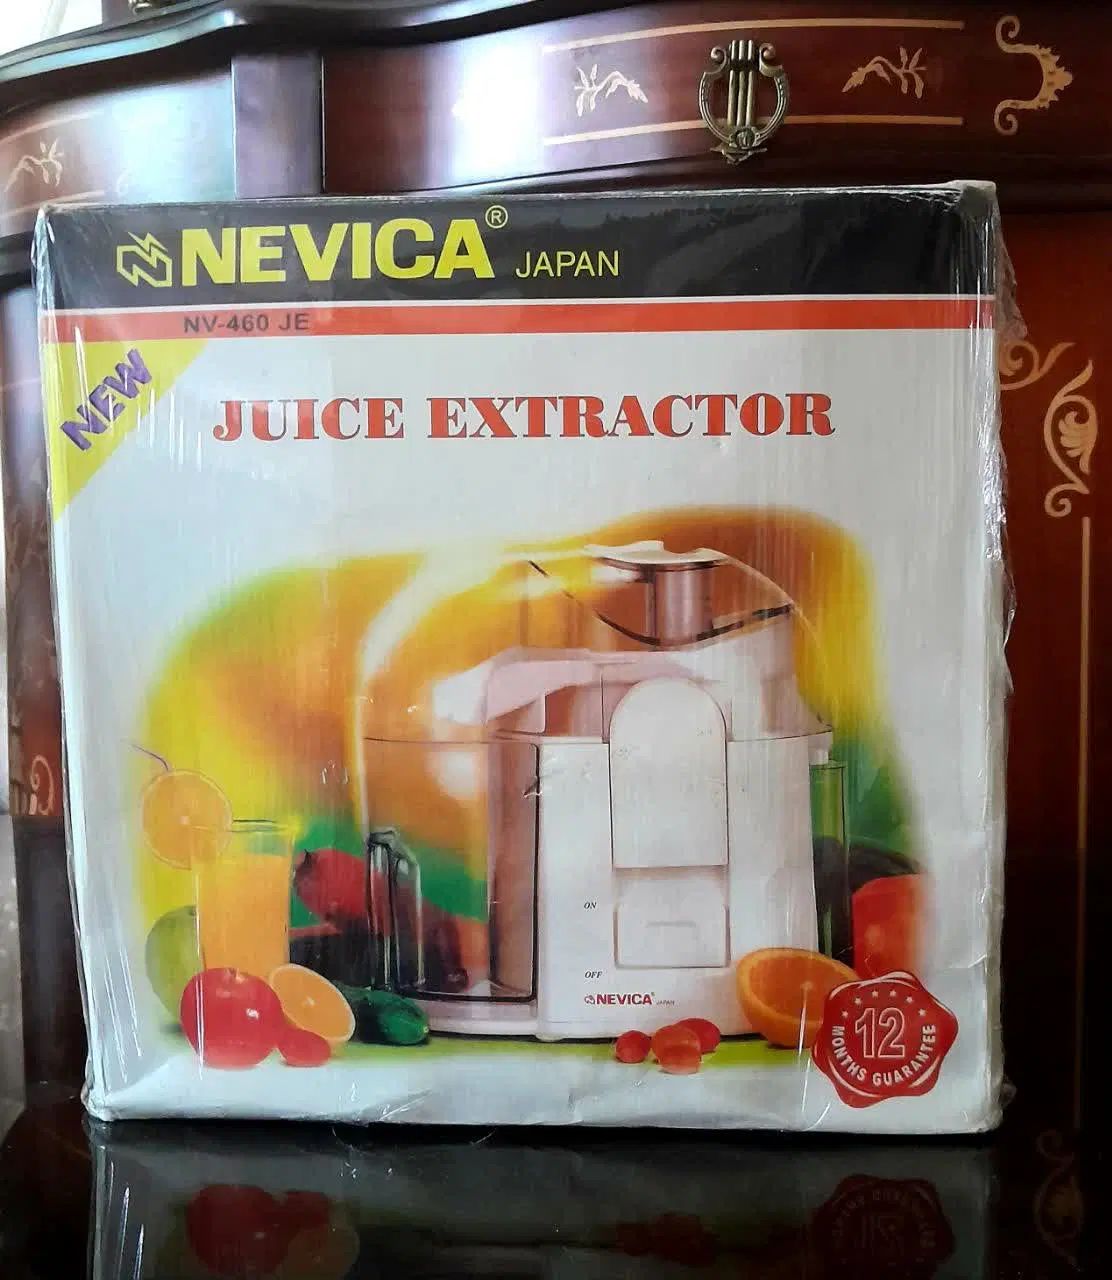 NEVICA® JAPAN
NV-460 JE
NEW
JUICE EXTRACTOR
ON
OFF
NEVICA® JAPAN
12
MONTHS GUARANTEE